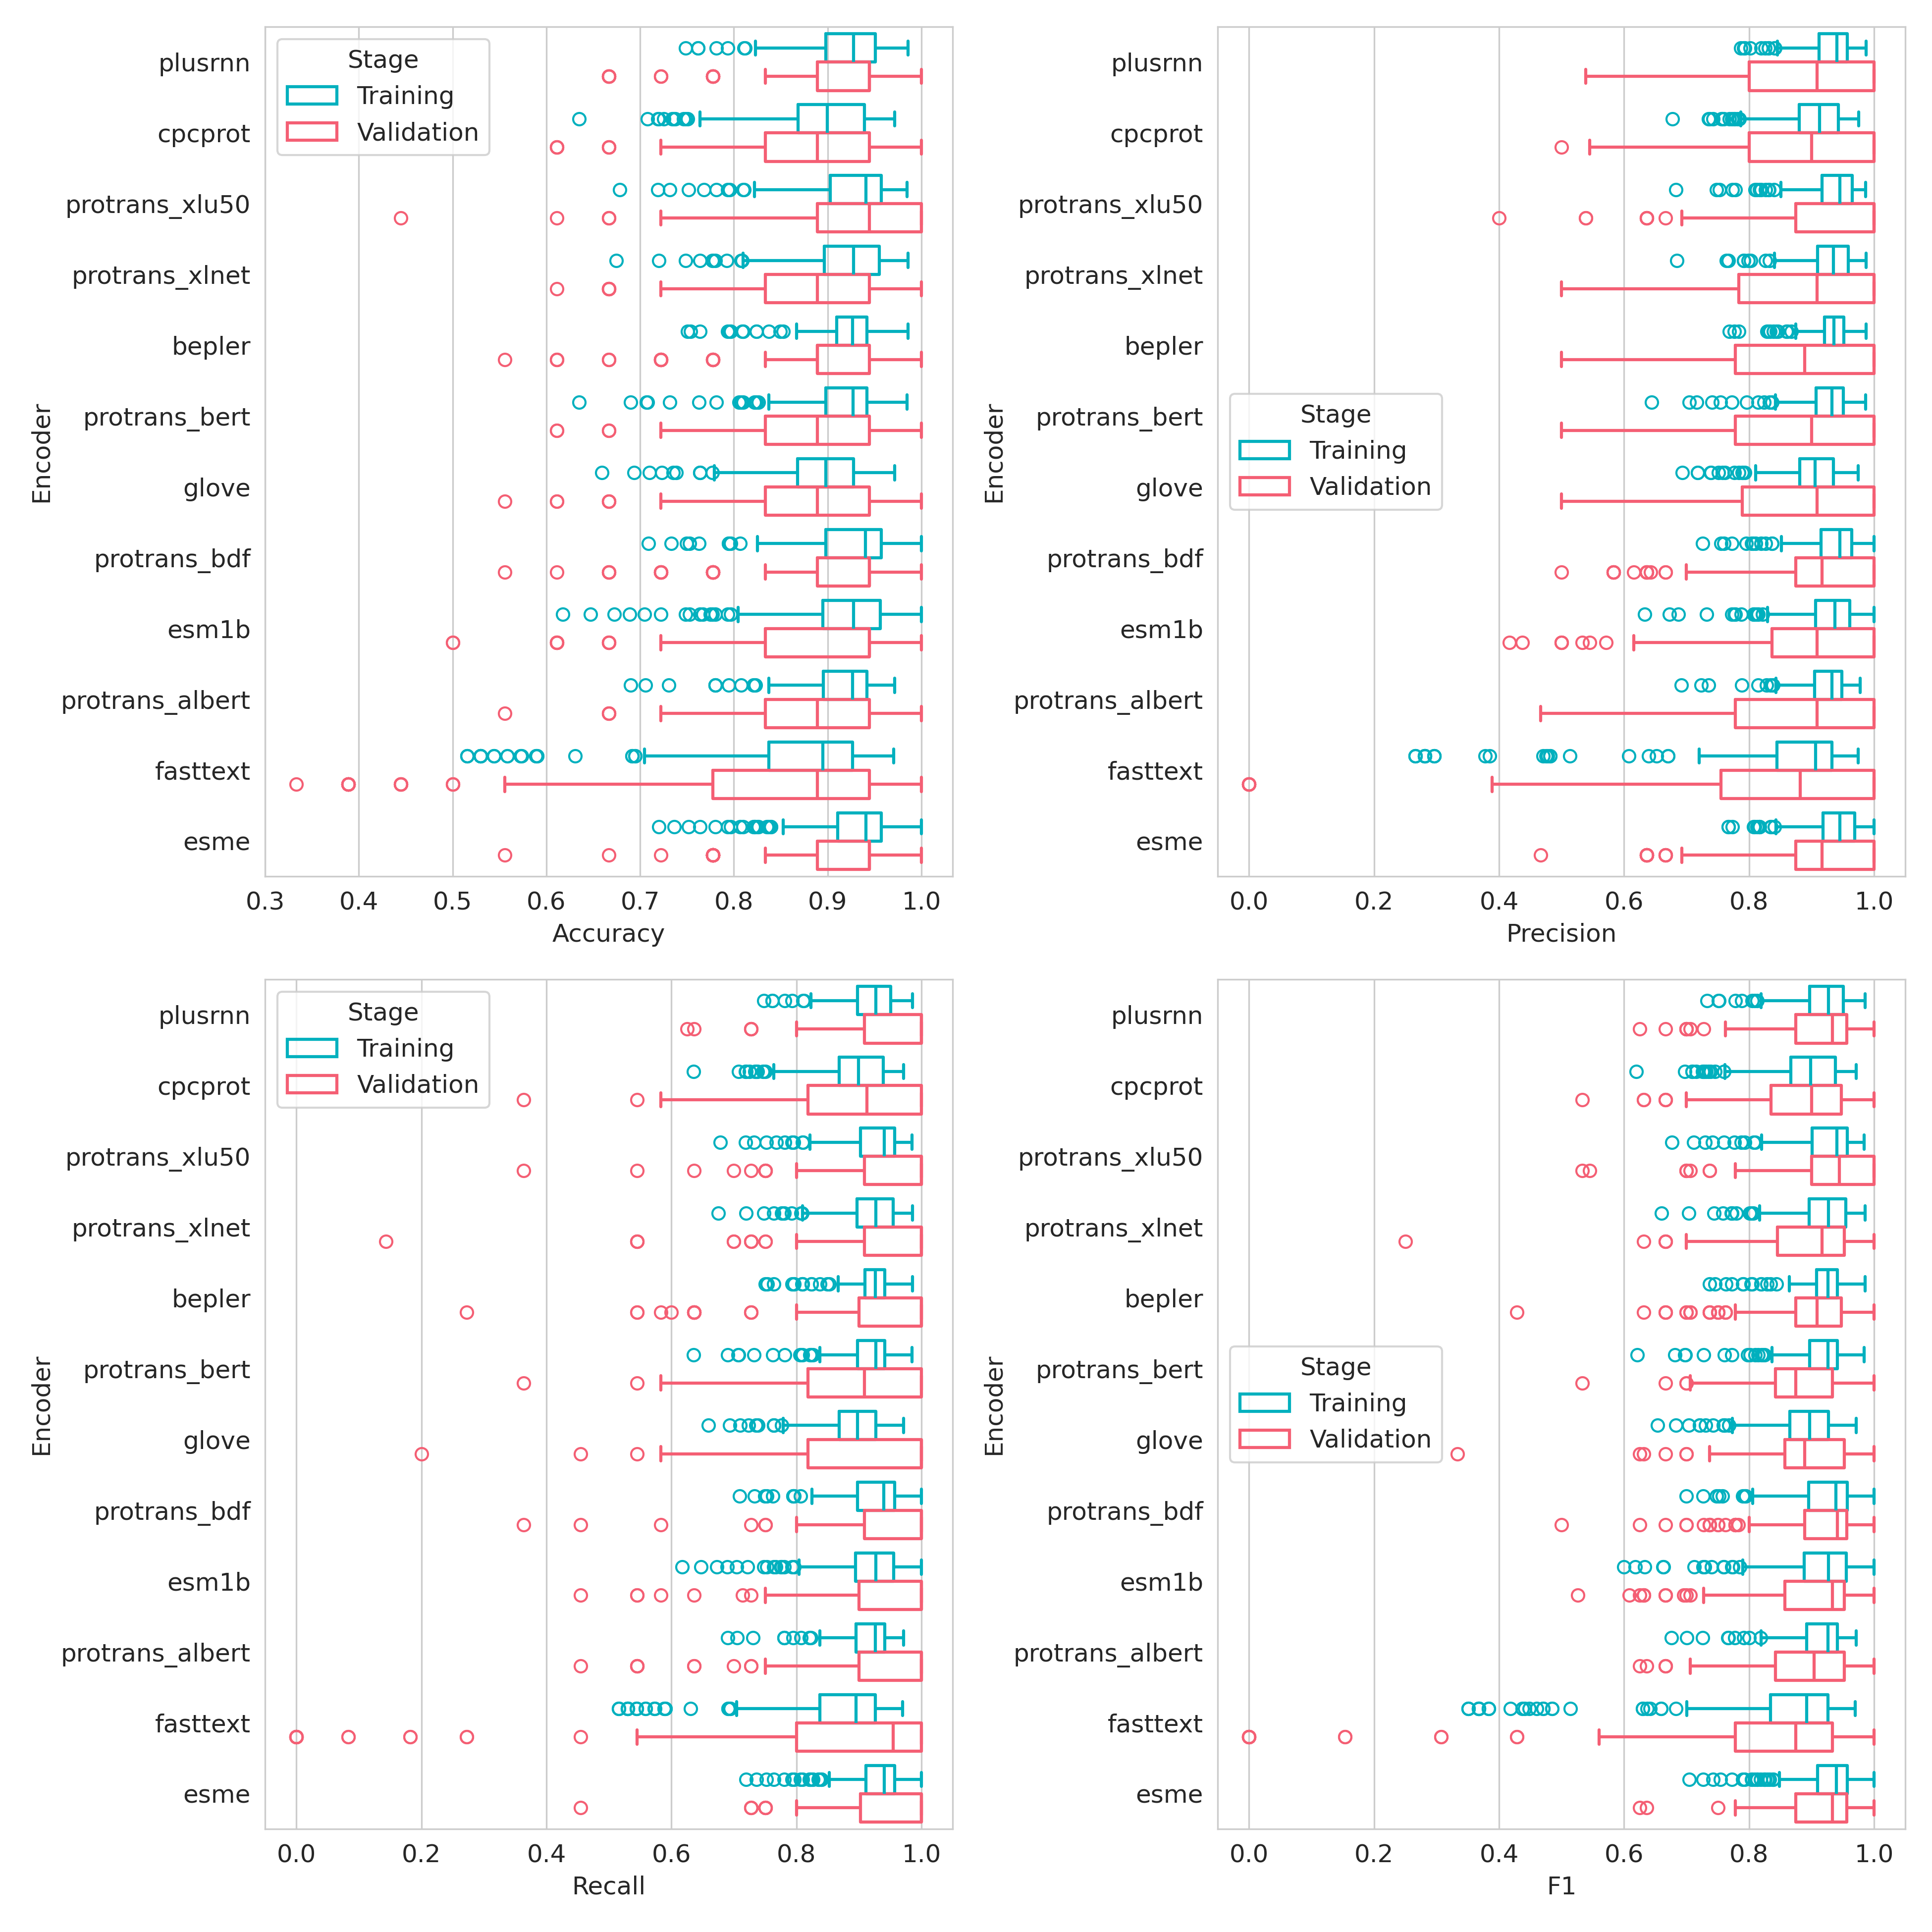 Stage
Training
Validation
plusrnn
cpcprot
protrans_xlu50
protrans_xlnet
bepler
protrans_bert
glove
protrans_bdf
esm1b
protrans_albert
fasttext
esme
Encoder
0.3 0.4 0.5 0.6 0.7 0.8 0.9 1.0
Accuracy
plusrnn
cpcprot
protrans_xlu50
protrans_xlnet
bepler
protrans_bert
glove
protrans_bdf
esm1b
protrans_albert
fasttext
esme
Encoder
Stage
Training
Validation
0.0 0.2 0.4 0.6 0.8 1.0
Precision
Stage
Training
Validation
plusrnn
cpcprot
protrans_xlu50
protrans_xlnet
bepler
protrans_bert
glove
protrans_bdf
esm1b
protrans_albert
fasttext
esme
Encoder
0.0 0.2 0.4 0.6 0.8 1.0
Recall
plusrnn
cpcprot
protrans_xlu50
protrans_xlnet
bepler
protrans_bert
glove
protrans_bdf
esm1b
protrans_albert
fasttext
esme
Encoder
Stage
Training
Validation
0.0 0.2 0.4 0.6 0.8 1.0
F1